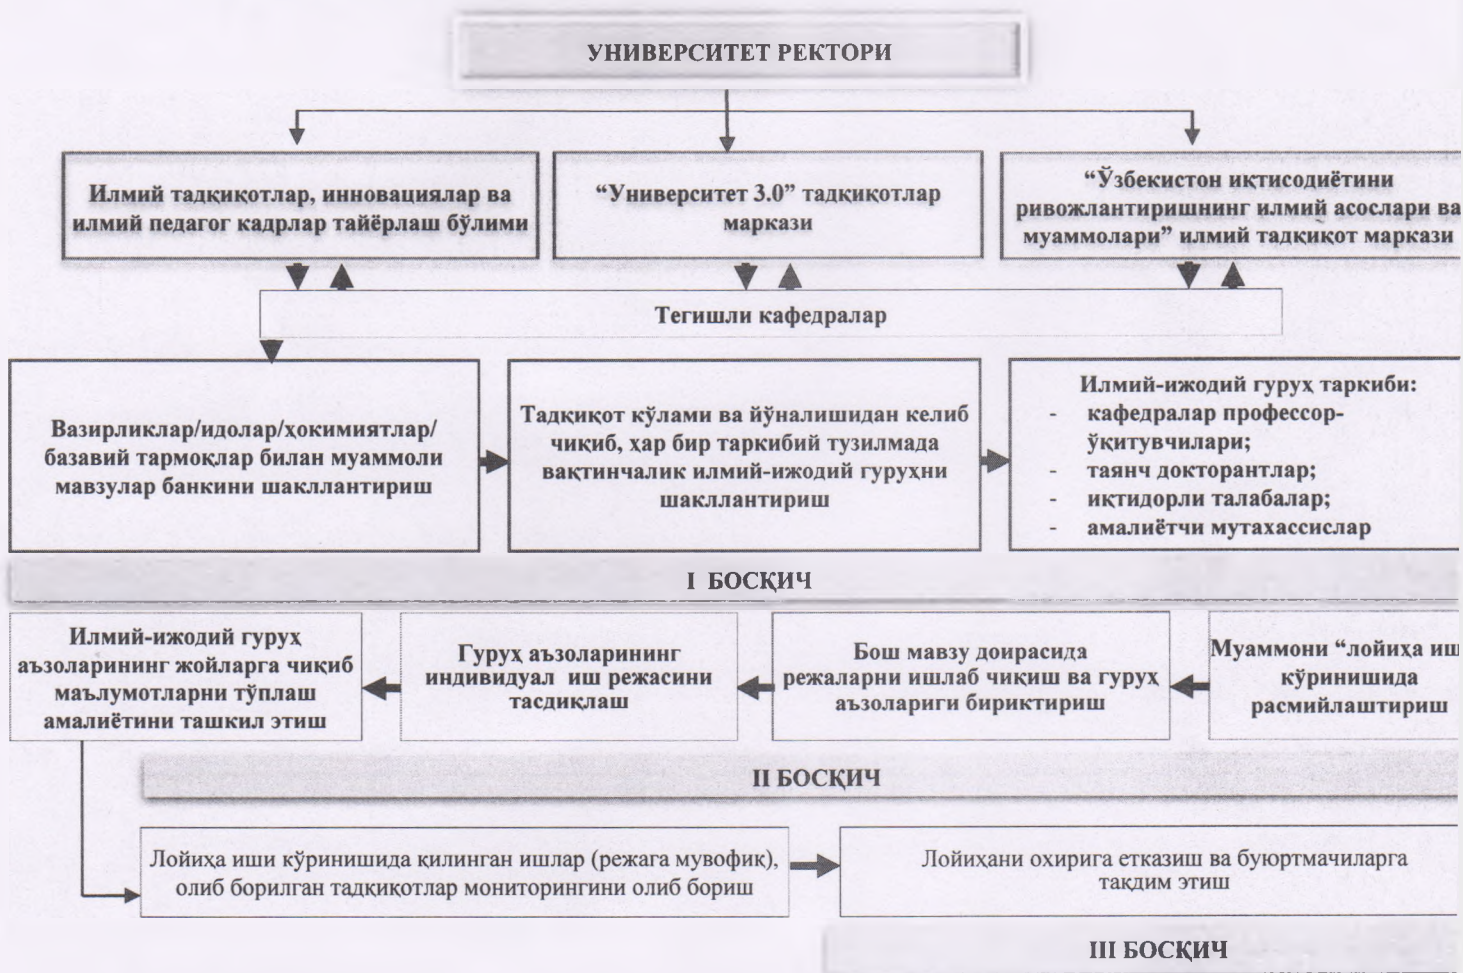 УНИВЕРСИТЕТ РЕКТОРИ
Илмий тадқиқотлар, инновациялар ва
илмий педагог кадрлар тайёрлаш бўлими
“Университет 3.0” тадқиқотлар
маркази
“Ўзбекистон иқтисодиётини
ривожлантиришнинг илмий асослари ва
муаммолари” илмий тадқиқот маркази
Тегишли кафедралар
Вазирликлар/идолар/ҳокимиятлар/
базавий тармоқлар билан муаммоли
мавзулар банкини шакллантириш
Тадқиқот кўлами ва йўналишидан келиб
чиқиб, ҳар бир таркибий тузилмада
вақтинчалик илмий-ижодий гуруҳни
шакллантириш
Илмий-ижодий гуруҳ таркиби:
- кафедралар профессор-
ўқитувчилари;
- таянч докторантлар;
- иқтидорли талабалар;
- амалиётчи мутахассислар
I БОСҚИЧ
Илмий-ижодий гуруҳ
аъзоларининг жойларга чиқиб
маълумотларни тўплаш
амалиётини ташкил этиш
Гуруҳ аъзоларининг
индивидуал иш режасини
тасдиқлаш
Бош мавзу доирасида
режаларни ишлаб чиқиш ва гуруҳ
аъзолариги бириктириш
Муаммони “лойиҳа иш
кўринишида
расмийлаштириш
II БОСҚИЧ
Лойиҳа иши кўринишида қилинган ишлар (режага мувофиқ),
олиб борилган тадқиқотлар мониторингини олиб бориш
Лойиҳани охирига етказиш ва буюртмачиларга
тақдим этиш
III БОСҚИЧ